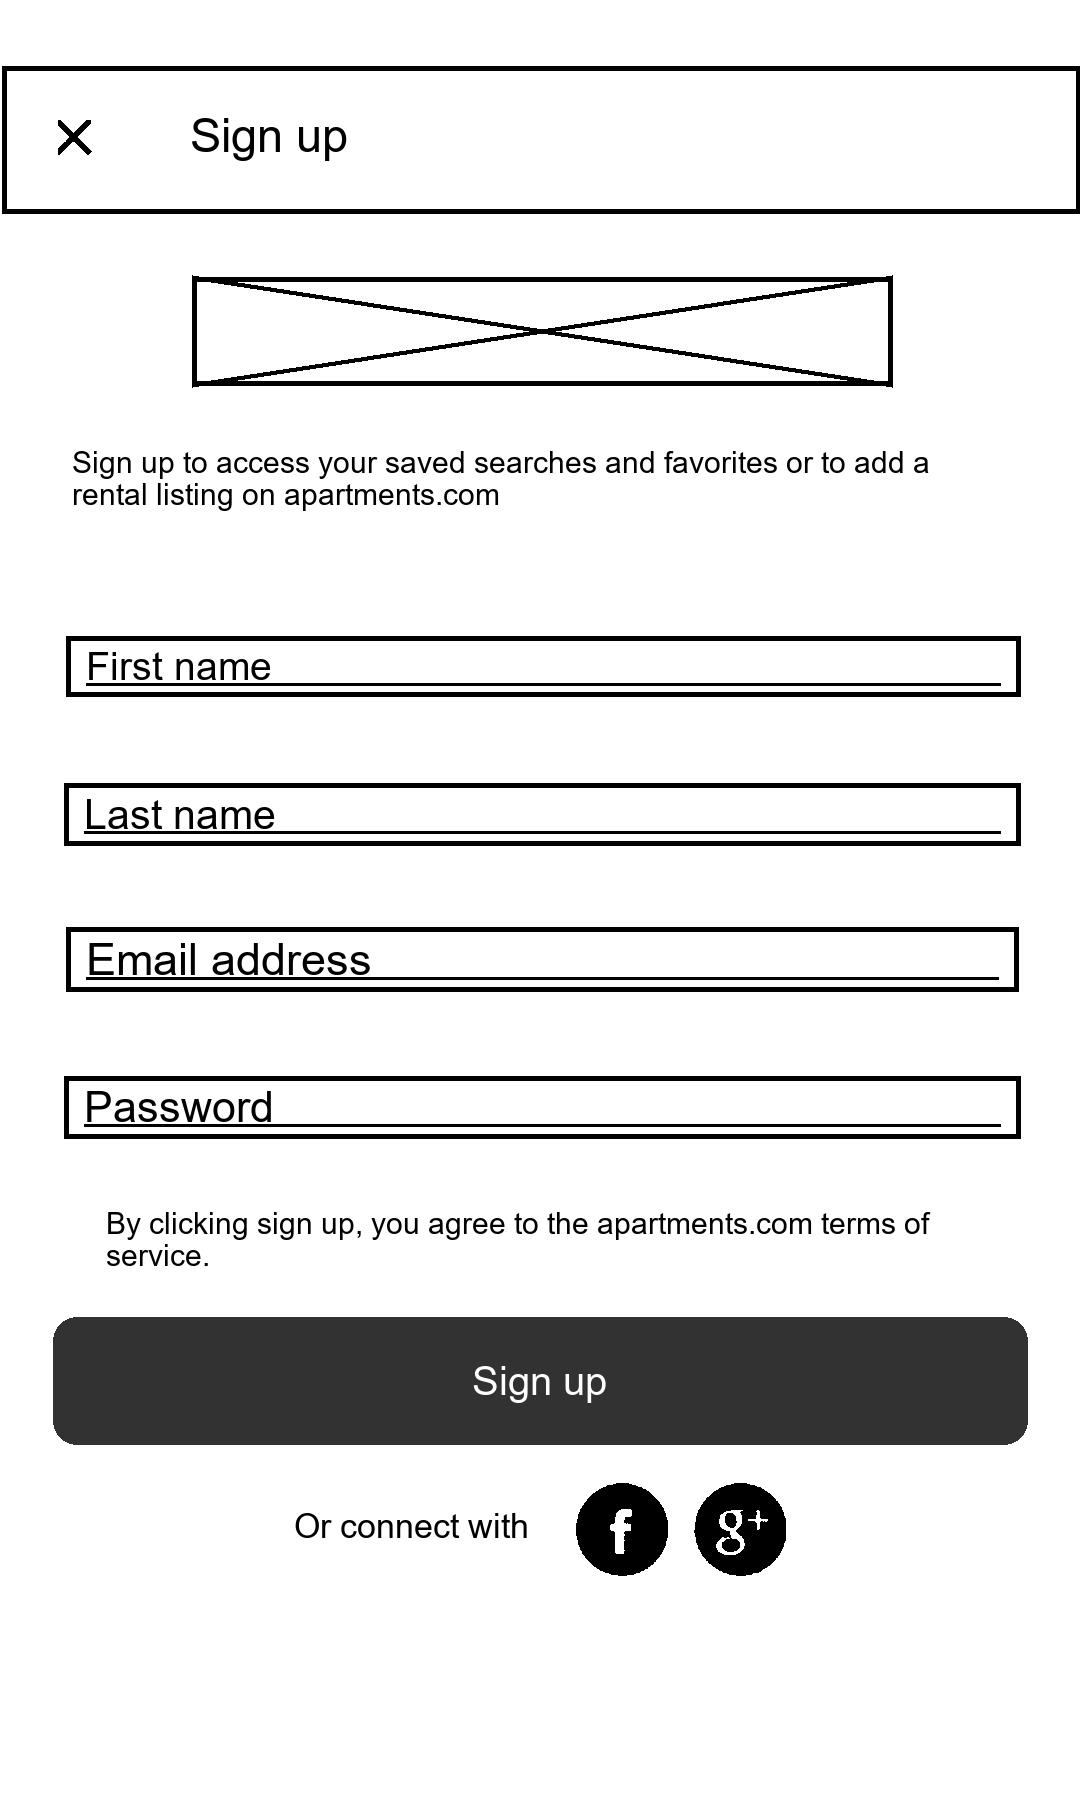 Sign up
Sign up to access your saved searches and favorites or to add a
rental listing on apartments.com
First name
Last name
Email address
Password
By clicking sign up, you agree to the apartments.com terms of
service.
Sign up
Or connect with f g+